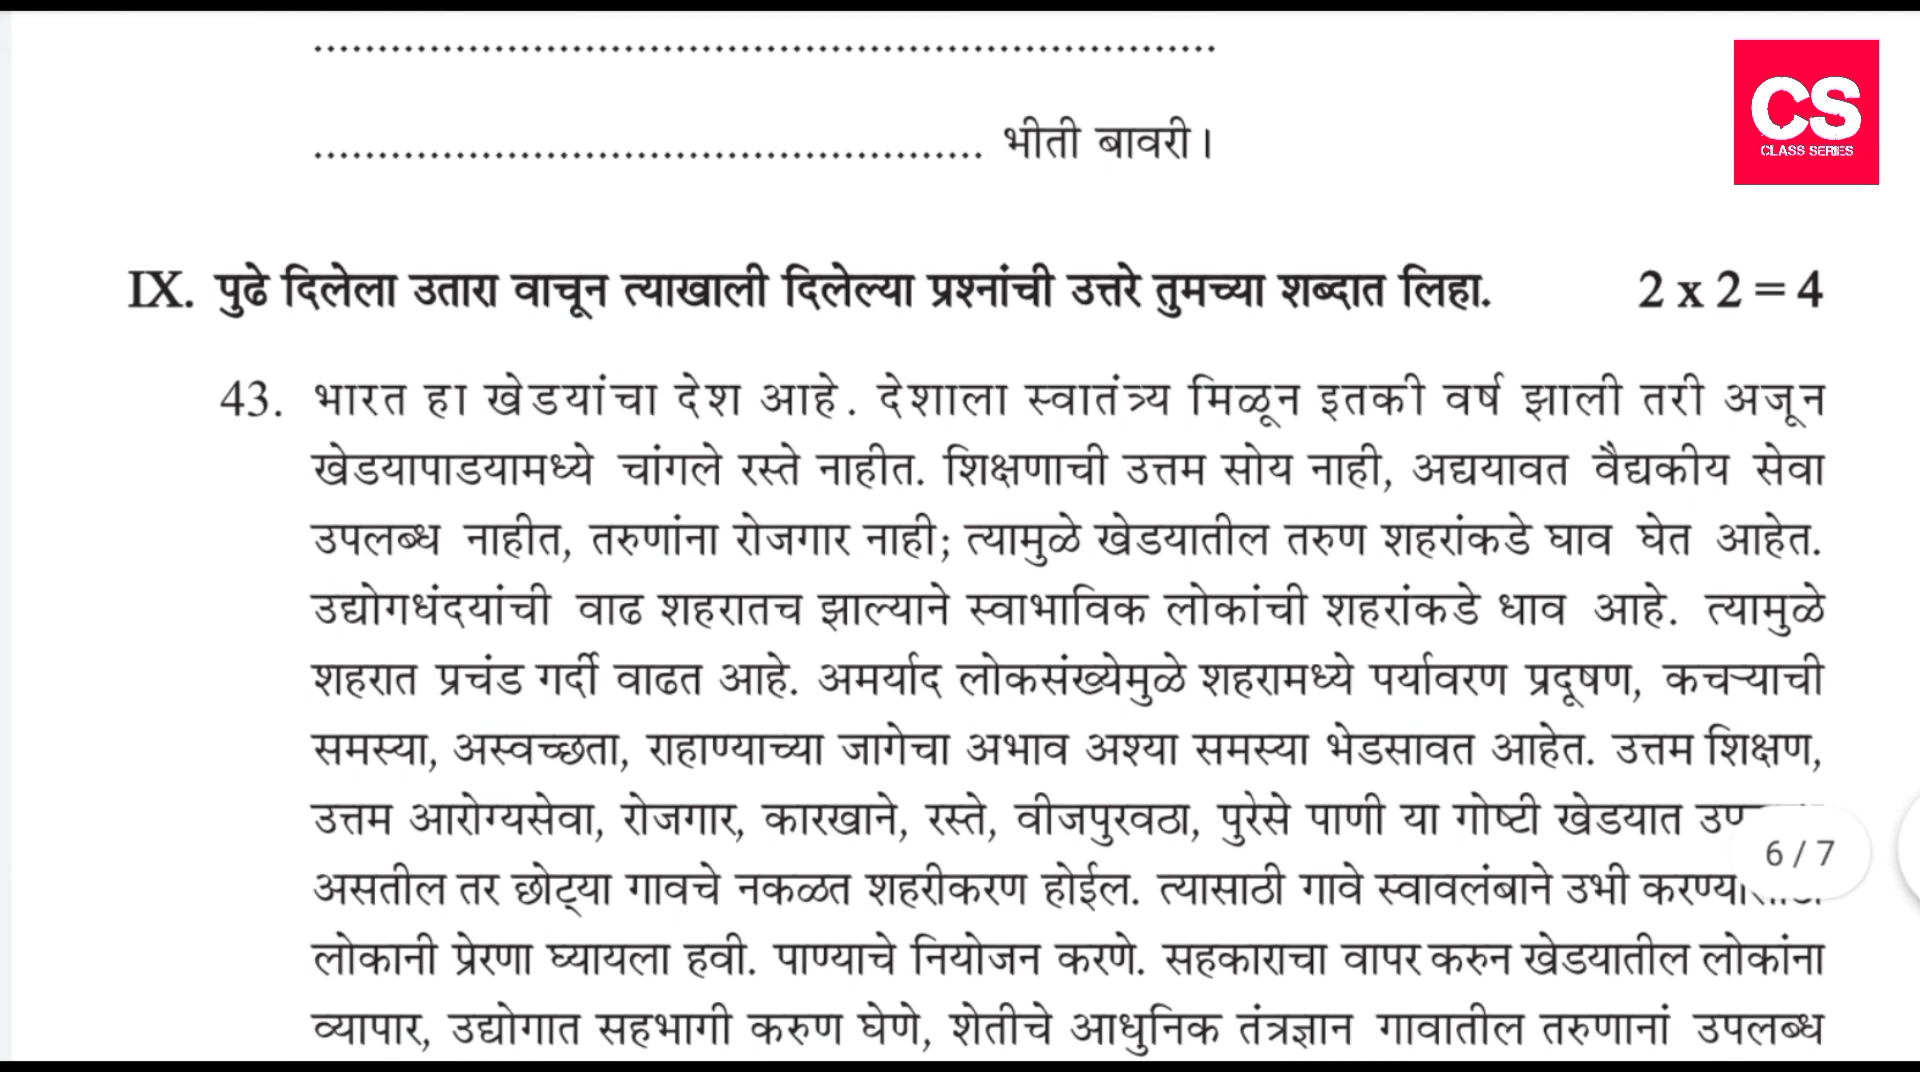 ........................................................................
..................................................... भीती बावरी।
CS
CLASS SERIES
IX. पुढे दिलेला उतारा वाचून त्याखाली दिलेल्या प्रश्नांची उत्तरे तुमच्या शब्दात लिहा. 2 x 2 = 4
43. भारत हा खेडयांचा देश आहे. देशाला स्वातंत्र्य मिळून इतकी वर्ष झाली तरी अजून
खेडयापाडयामध्ये चांगले रस्ते नाहीत. शिक्षणाची उत्तम सोय नाही, अद्ययावत वैद्यकीय सेवा
उपलब्ध नाहीत, तरुणांना रोजगार नाही; त्यामुळे खेडयातील तरुण शहरांकडे घाव घेत आहेत.
उद्योगधंदयांची वाढ शहरातच झाल्याने स्वाभाविक लोकांची शहरांकडे धाव आहे. त्यामुळे
शहरात प्रचंड गर्दी वाढत आहे. अमर्याद लोकसंख्येमुळे शहरामध्ये पर्यावरण प्रदूषण, कचऱ्याची
समस्या, अस्वच्छता, राहाण्याच्या जागेचा अभाव अश्या समस्या भेडसावत आहेत. उत्तम शिक्षण,
उत्तम आरोग्यसेवा, रोजगार, कारखाने, रस्ते, वीजपुरवठा, पुरेसे पाणी या गोष्टी खेडयात
6 / 7
असतील तर छोट्या गावचे नकळत शहरीकरण होईल. त्यासाठी गावे स्वावलंबाने उभी
लोकानी प्रेरणा घ्यायला हवी. पाण्याचे नियोजन करणे. सहकाराचा वापर करुन खेडयातील लोकांना
व्यापार, उद्योगात सहभागी करुण घेणे, शेतीचे आधुनिक तंत्रज्ञान गावातील तरुणानां उपलब्ध